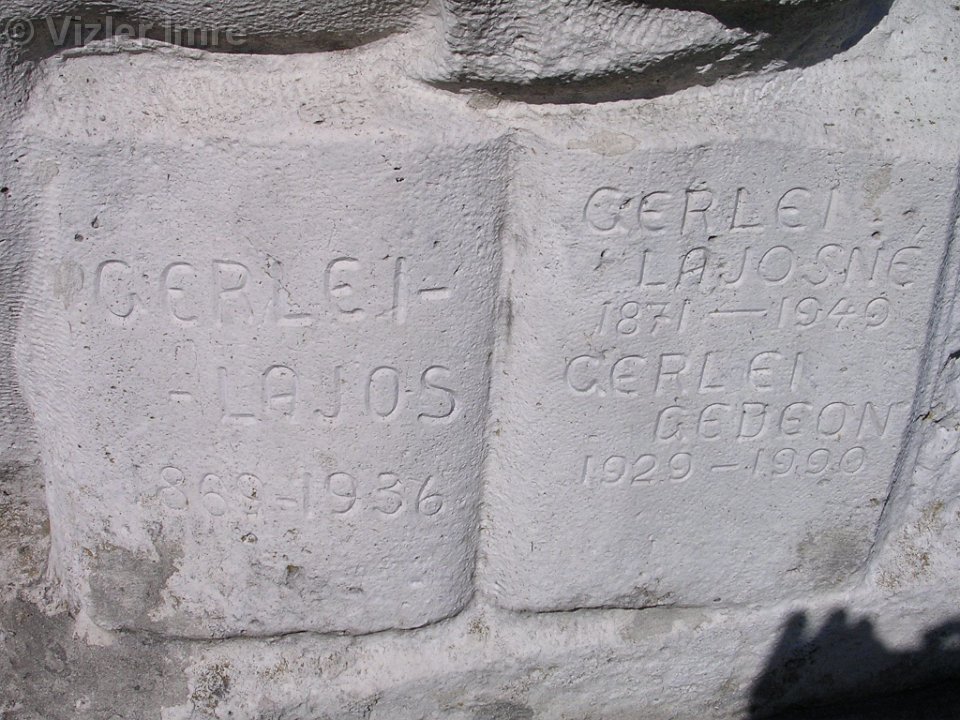 © Vizler Imre
GERLEI-
-LAJOS
1869-1936
GERLEI
LAJOSNÉ
1871—1949
GERLEI
GEDEON
1929-1990